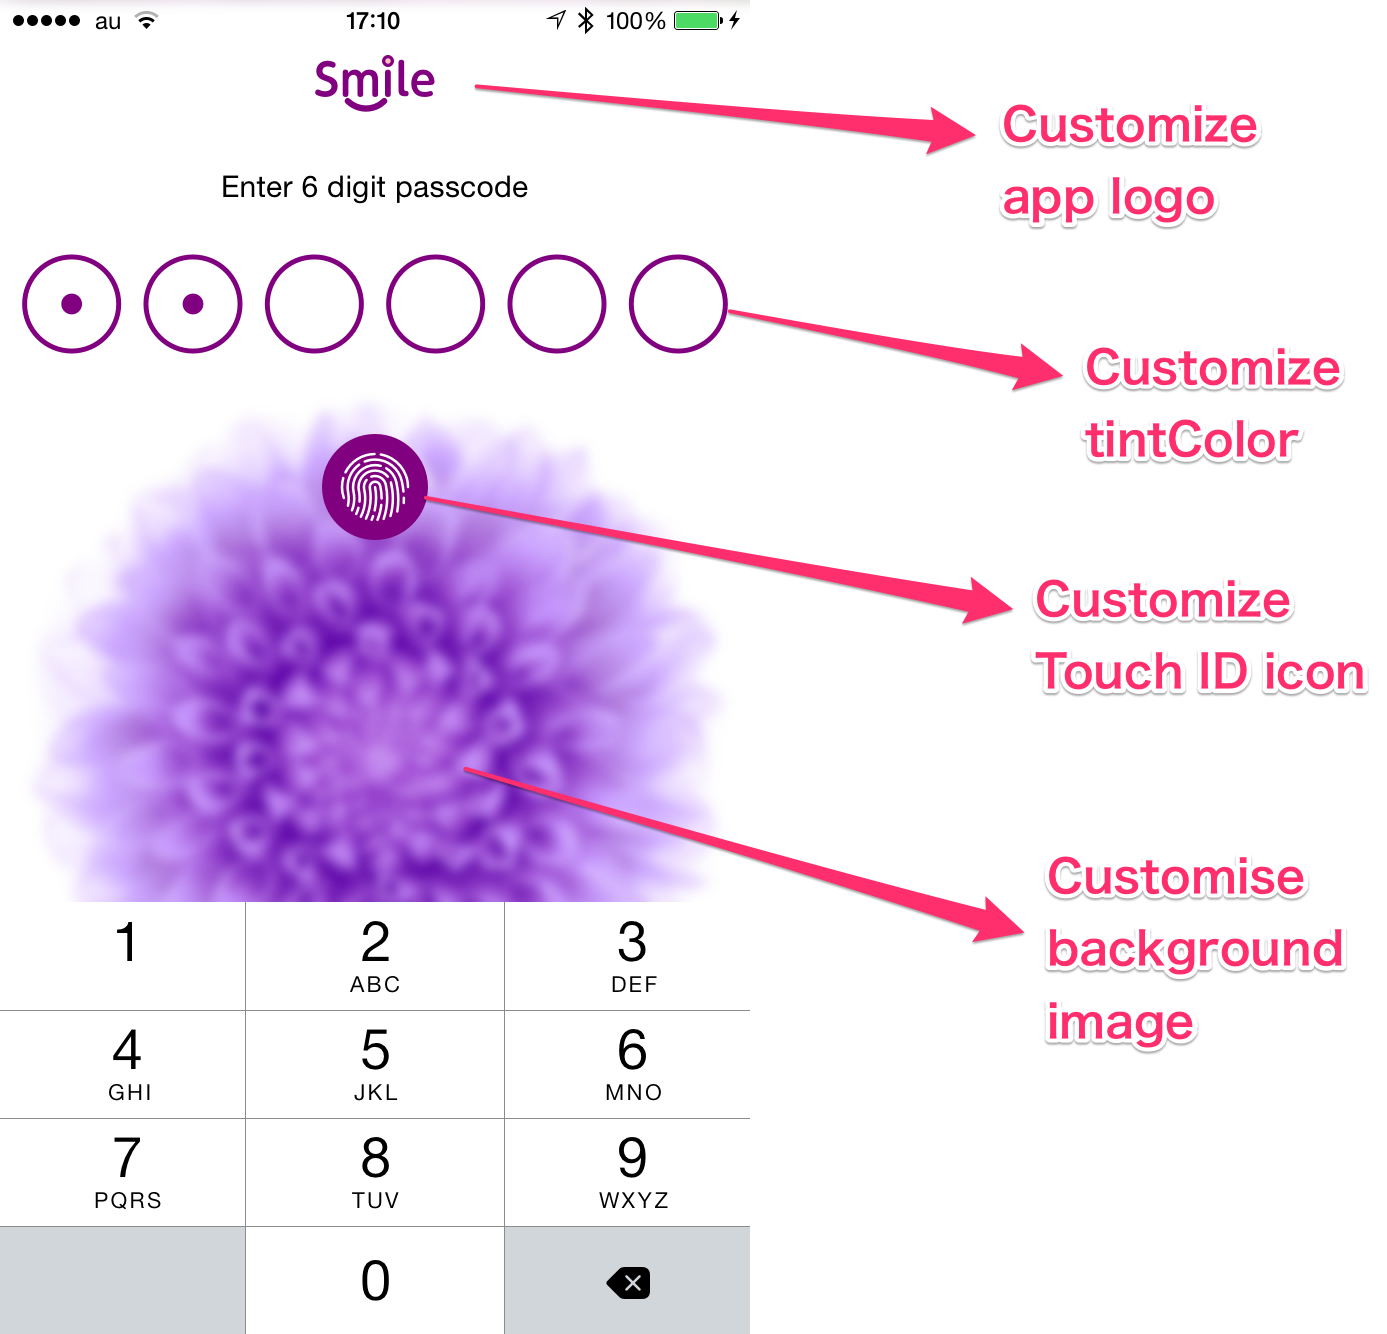 au 17:10 100%
Smile
Customize
app logo
Enter 6 digit passcode
Customize
tintColor
Customize
Touch ID icon
Customise
background
image
1 2 3
ABC DEF
4 5 6
GHI JKL MNO
7 8 9
PQRS TUV WXYZ
0